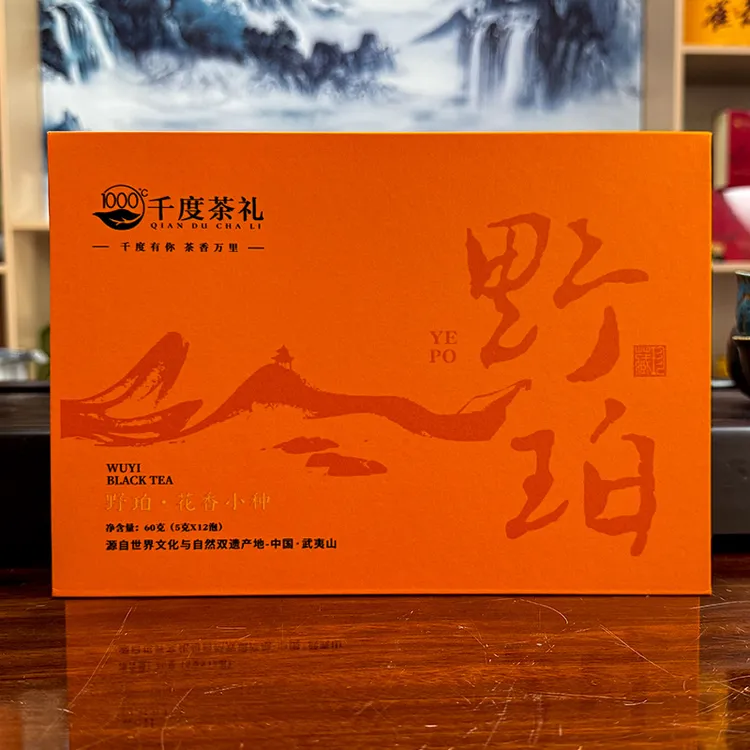 1000℃
千度茶礼
QIAN DU CHA LI
千度有你 茶香万里
野珀
YE
PO
WUYI
BLACK TEA
野珀·花香小种
净含量：60克（5克X12泡）
源自世界文化与自然双遗产地-中国·武夷山